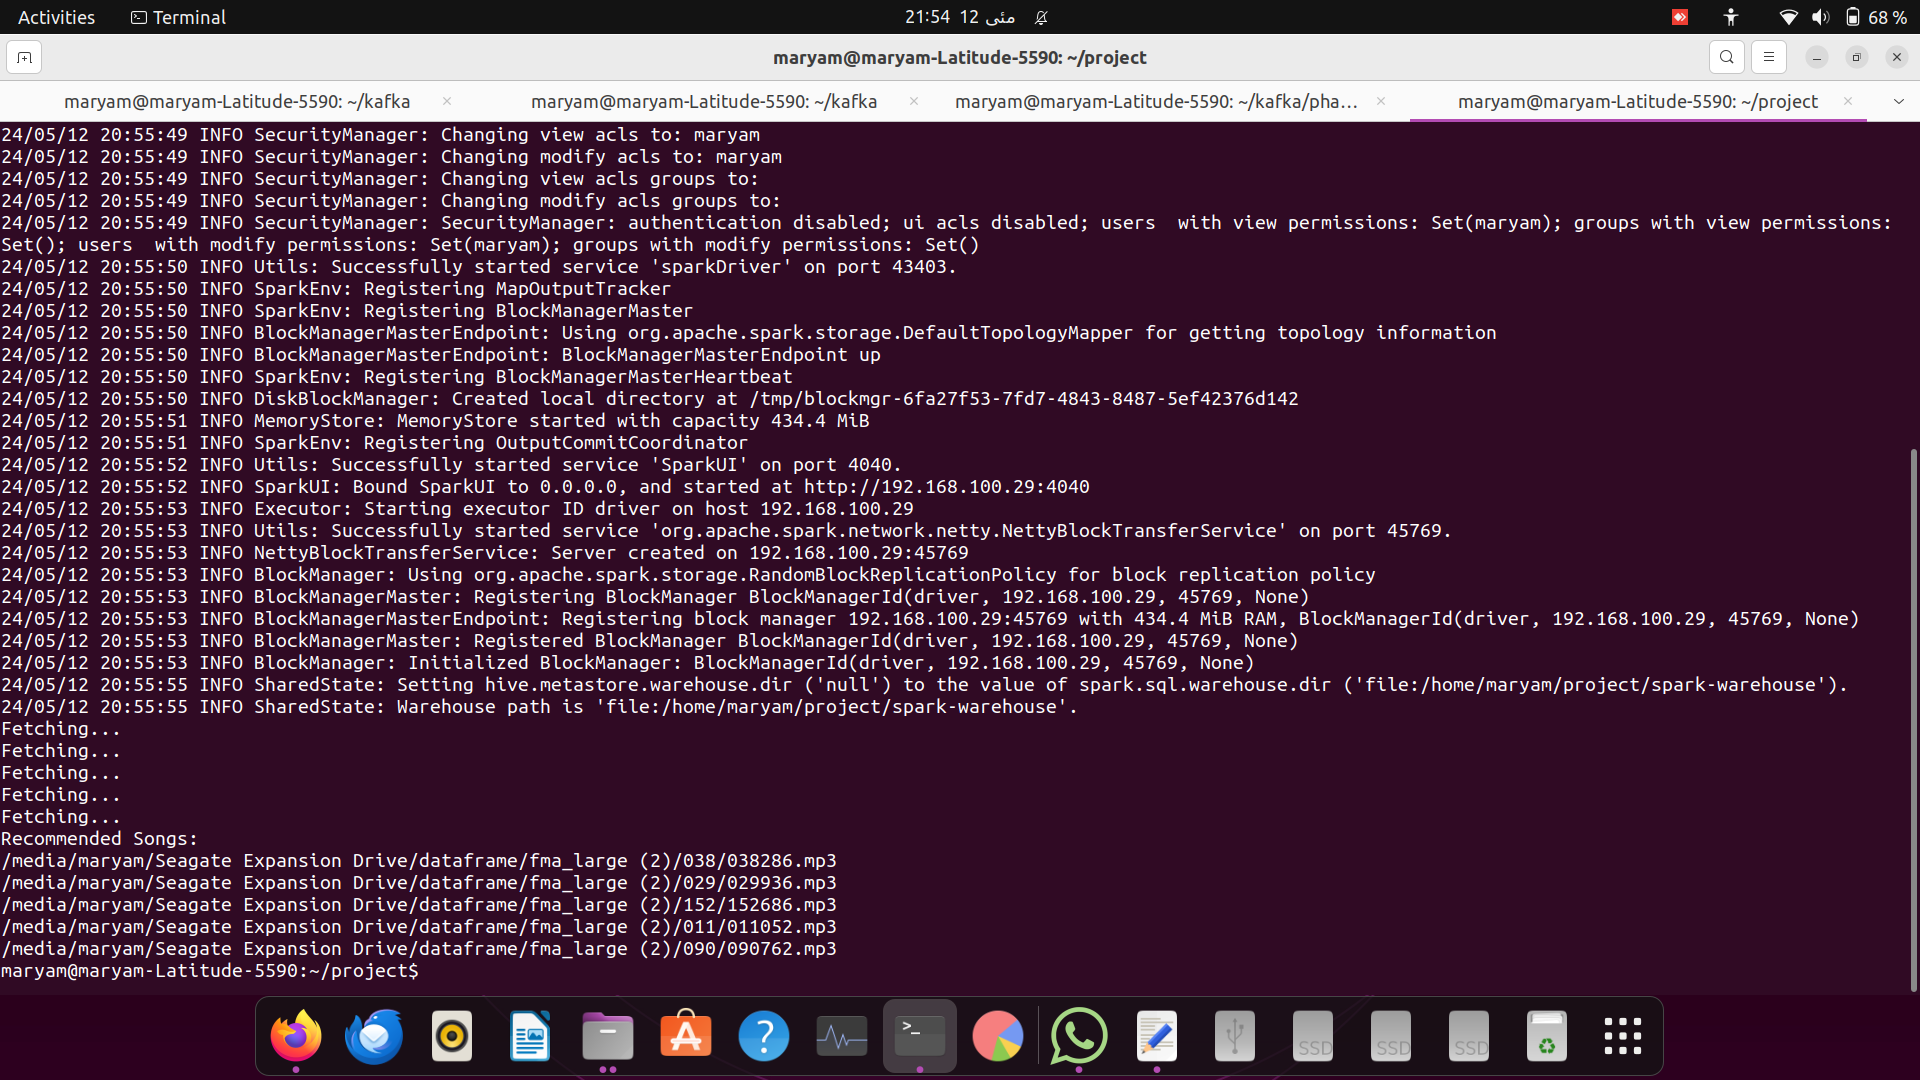 Activities
Terminal
21:54 12 مئی
68 %
maryam@maryam-Latitude-5590: ~/project
maryam@maryam-Latitude-5590: ~/kafka
maryam@maryam-Latitude-5590: ~/kafka
maryam@maryam-Latitude-5590: ~/kafka/pha...
maryam@maryam-Latitude-5590: ~/project
24/05/12 20:55:49 INFO SecurityManager: Changing view acls to: maryam
24/05/12 20:55:49 INFO SecurityManager: Changing modify acls to: maryam
24/05/12 20:55:49 INFO SecurityManager: Changing view acls groups to:
24/05/12 20:55:49 INFO SecurityManager: Changing modify acls groups to:
24/05/12 20:55:49 INFO SecurityManager: SecurityManager: authentication disabled; ui acls disabled; users  with view permissions: Set(maryam); groups with view permissions:
Set(); users  with modify permissions: Set(maryam); groups with modify permissions: Set()
24/05/12 20:55:50 INFO Utils: Successfully started service 'sparkDriver' on port 43403.
24/05/12 20:55:50 INFO SparkEnv: Registering MapOutputTracker
24/05/12 20:55:50 INFO SparkEnv: Registering BlockManagerMaster
24/05/12 20:55:50 INFO BlockManagerMasterEndpoint: Using org.apache.spark.storage.DefaultTopologyMapper for getting topology information
24/05/12 20:55:50 INFO BlockManagerMasterEndpoint: BlockManagerMasterEndpoint up
24/05/12 20:55:50 INFO SparkEnv: Registering BlockManagerMasterHeartbeat
24/05/12 20:55:50 INFO DiskBlockManager: Created local directory at /tmp/blockmgr-6fa27f53-7fd7-4843-8487-5ef42376d142
24/05/12 20:55:51 INFO MemoryStore: MemoryStore started with capacity 434.4 MiB
24/05/12 20:55:51 INFO SparkEnv: Registering OutputCommitCoordinator
24/05/12 20:55:52 INFO Utils: Successfully started service 'SparkUI' on port 4040.
24/05/12 20:55:52 INFO SparkUI: Bound SparkUI to 0.0.0.0, and started at http://192.168.100.29:4040
24/05/12 20:55:53 INFO Executor: Starting executor ID driver on host 192.168.100.29
24/05/12 20:55:53 INFO Utils: Successfully started service 'org.apache.spark.network.netty.NettyBlockTransferService' on port 45769.
24/05/12 20:55:53 INFO NettyBlockTransferService: Server created on 192.168.100.29:45769
24/05/12 20:55:53 INFO BlockManager: Using org.apache.spark.storage.RandomBlockReplicationPolicy for block replication policy
24/05/12 20:55:53 INFO BlockManagerMaster: Registering BlockManager BlockManagerId(driver, 192.168.100.29, 45769, None)
24/05/12 20:55:53 INFO BlockManagerMasterEndpoint: Registering block manager 192.168.100.29:45769 with 434.4 MiB RAM, BlockManagerId(driver, 192.168.100.29, 45769, None)
24/05/12 20:55:53 INFO BlockManagerMaster: Registered BlockManager BlockManagerId(driver, 192.168.100.29, 45769, None)
24/05/12 20:55:53 INFO BlockManager: Initialized BlockManager: BlockManagerId(driver, 192.168.100.29, 45769, None)
24/05/12 20:55:55 INFO SharedState: Setting hive.metastore.warehouse.dir ('null') to the value of spark.sql.warehouse.dir ('file:/home/maryam/project/spark-warehouse').
24/05/12 20:55:55 INFO SharedState: Warehouse path is 'file:/home/maryam/project/spark-warehouse'.
Fetching...
Fetching...
Fetching...
Fetching...
Fetching...
Recommended Songs:
/media/maryam/Seagate Expansion Drive/dataframe/fma_large (2)/038/038286.mp3
/media/maryam/Seagate Expansion Drive/dataframe/fma_large (2)/029/029936.mp3
/media/maryam/Seagate Expansion Drive/dataframe/fma_large (2)/152/152686.mp3
/media/maryam/Seagate Expansion Drive/dataframe/fma_large (2)/011/011052.mp3
/media/maryam/Seagate Expansion Drive/dataframe/fma_large (2)/090/090762.mp3
maryam@maryam-Latitude-5590:~/project$
SSD
SSD
SSD